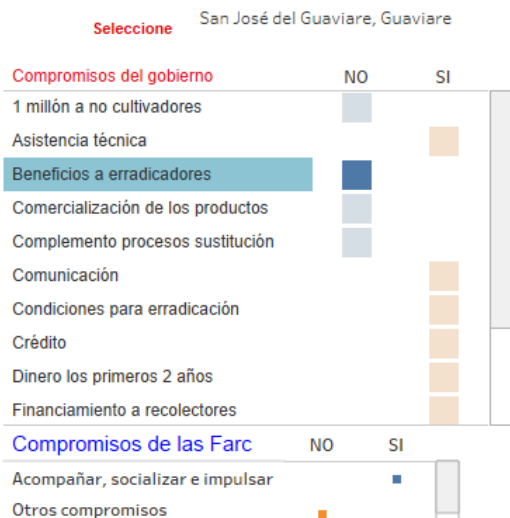 Seleccione San José del Guaviare, Guaviare
Compromisos del gobierno NO SI
1 millón a no cultivadores
Asistencia técnica
Beneficios a erradicadores
Comercialización de los productos
Complemento procesos sustitución
Comunicación
Condiciones para erradicación
Crédito
Dinero los primeros 2 años
Financiamiento a recolectores
Compromisos de las Farc NO SI
Acompañar, socializar e impulsar
Otros compromisos